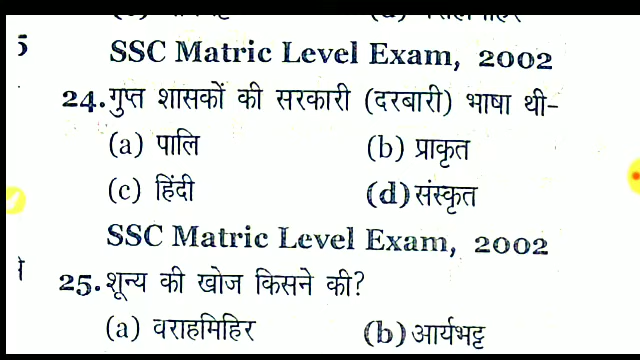 5
SSC Matric Level Exam, 2002
24. गुप्त शासकों की सरकारी (दरबारी) भाषा थी-
(a) पालि (b) प्राकृत
(c) हिंदी (d) संस्कृत
SSC Matric Level Exam, 2002
25. शून्य की खोज किसने की?
(a) वराहमिहिर (b) आर्यभट्ट